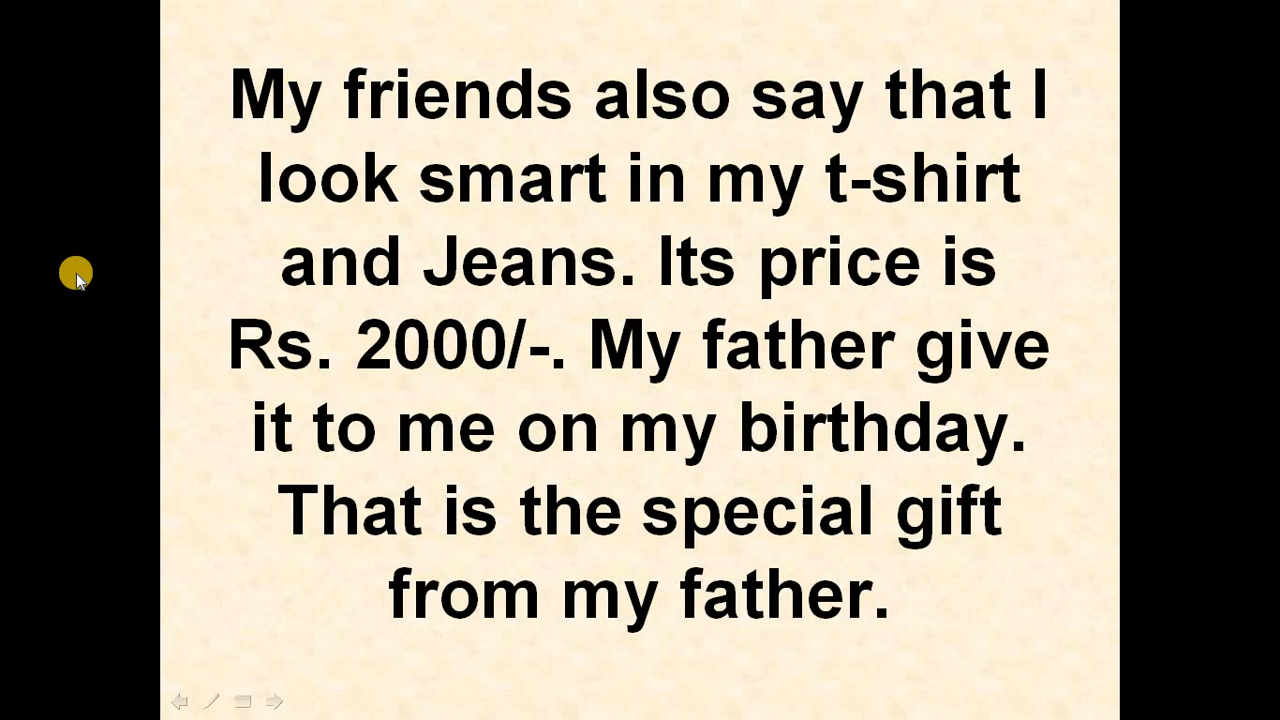 My friends also say that I
look smart in my t-shirt
and Jeans. Its price is
Rs. 2000/-. My father give
it to me on my birthday.
That is the special gift
from my father.